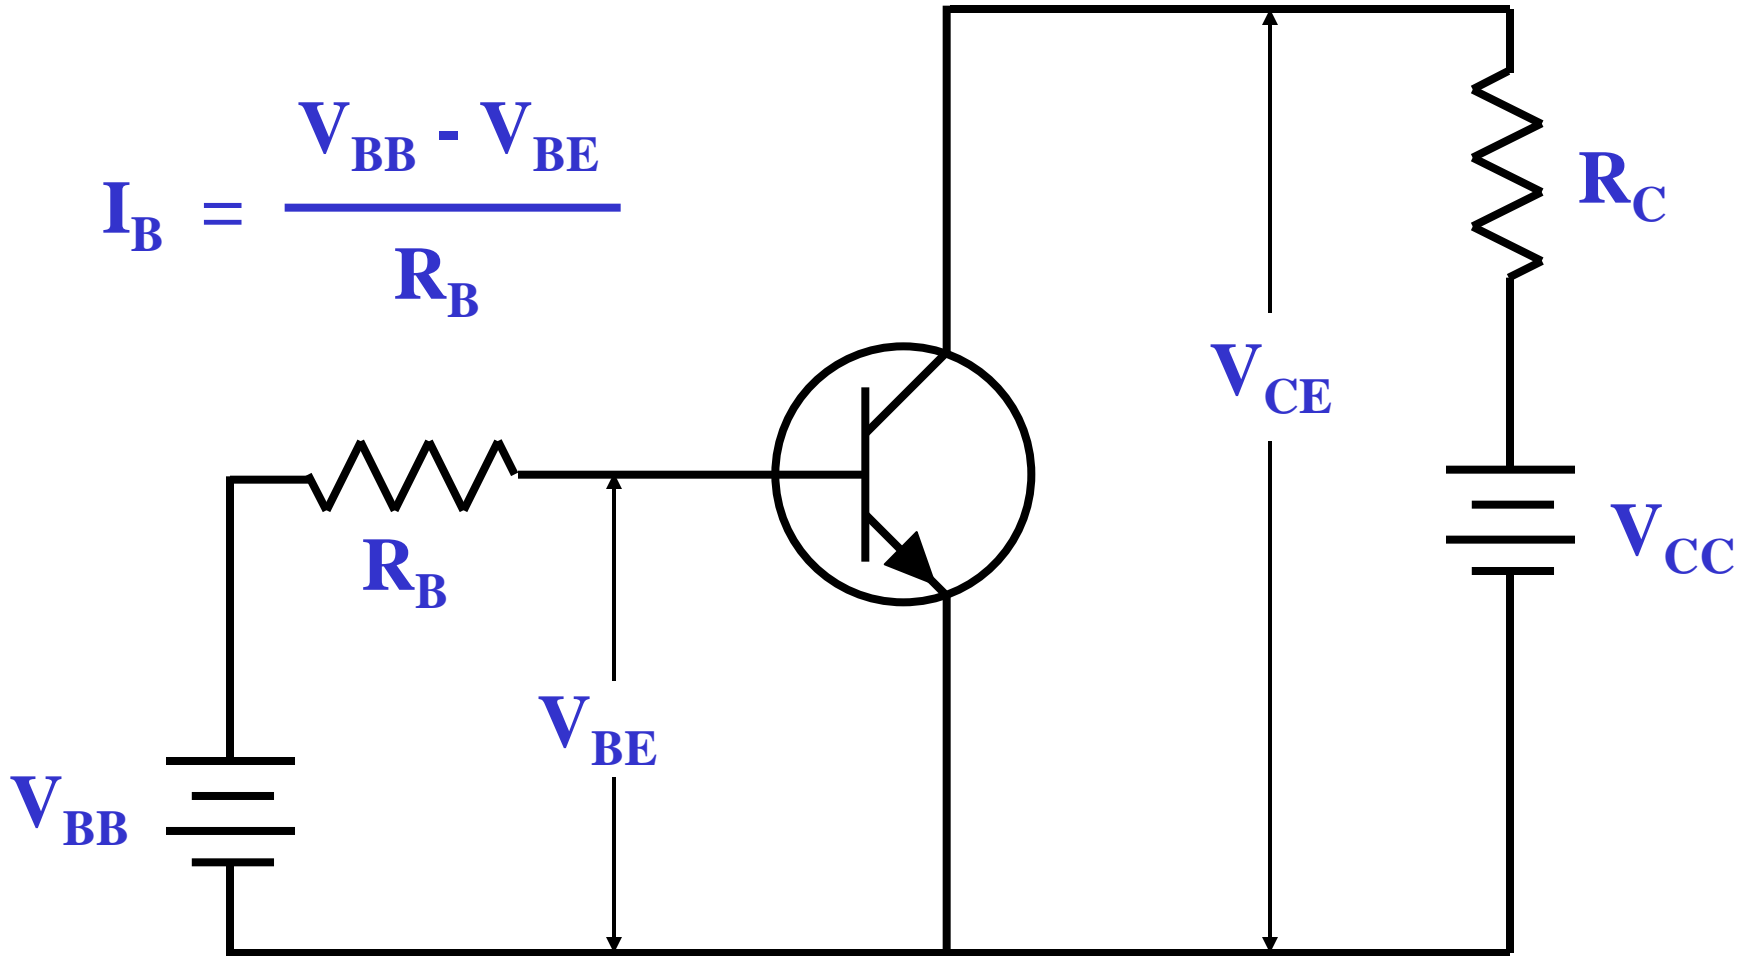 V_BB - V_BE
I_B =
R_B
R_C
V_CE
V_CC
R_B
V_BE
V_BB